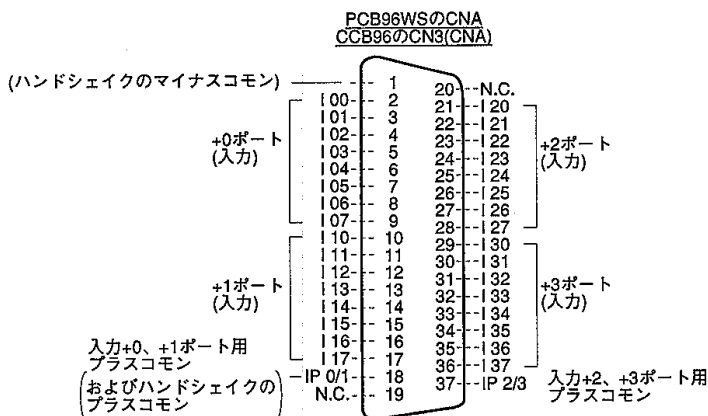 PCB96WSのCNA
CCB96のCN3(CNA)
(ハンドシェイクのマイナスコモン) 1
I 00 2
I 01 3
I 02 4
I 03 5
I 04 6
I 05 7
I 06 8
I 07 9
+0ポート
(入力)
I 10 10
I 11 11
I 12 12
I 13 13
I 14 14
I 15 15
I 16 16
I 17 17
+1ポート
(入力)
入力+0、+1ポート用
プラスコモン
(およびハンドシェイクの
プラスコモン)
IP 0/1 18
N.C. 19
20 N.C.
21 I 20
22 I 21
23 I 22
24 I 23
25 I 24
26 I 25
27 I 26
28 I 27
+2ポート
(入力)
29 I 30
30 I 31
31 I 32
32 I 33
33 I 34
34 I 35
35 I 36
36 I 37
+3ポート
(入力)
37 IP 2/3
入力+2、+3ポート用
プラスコモン